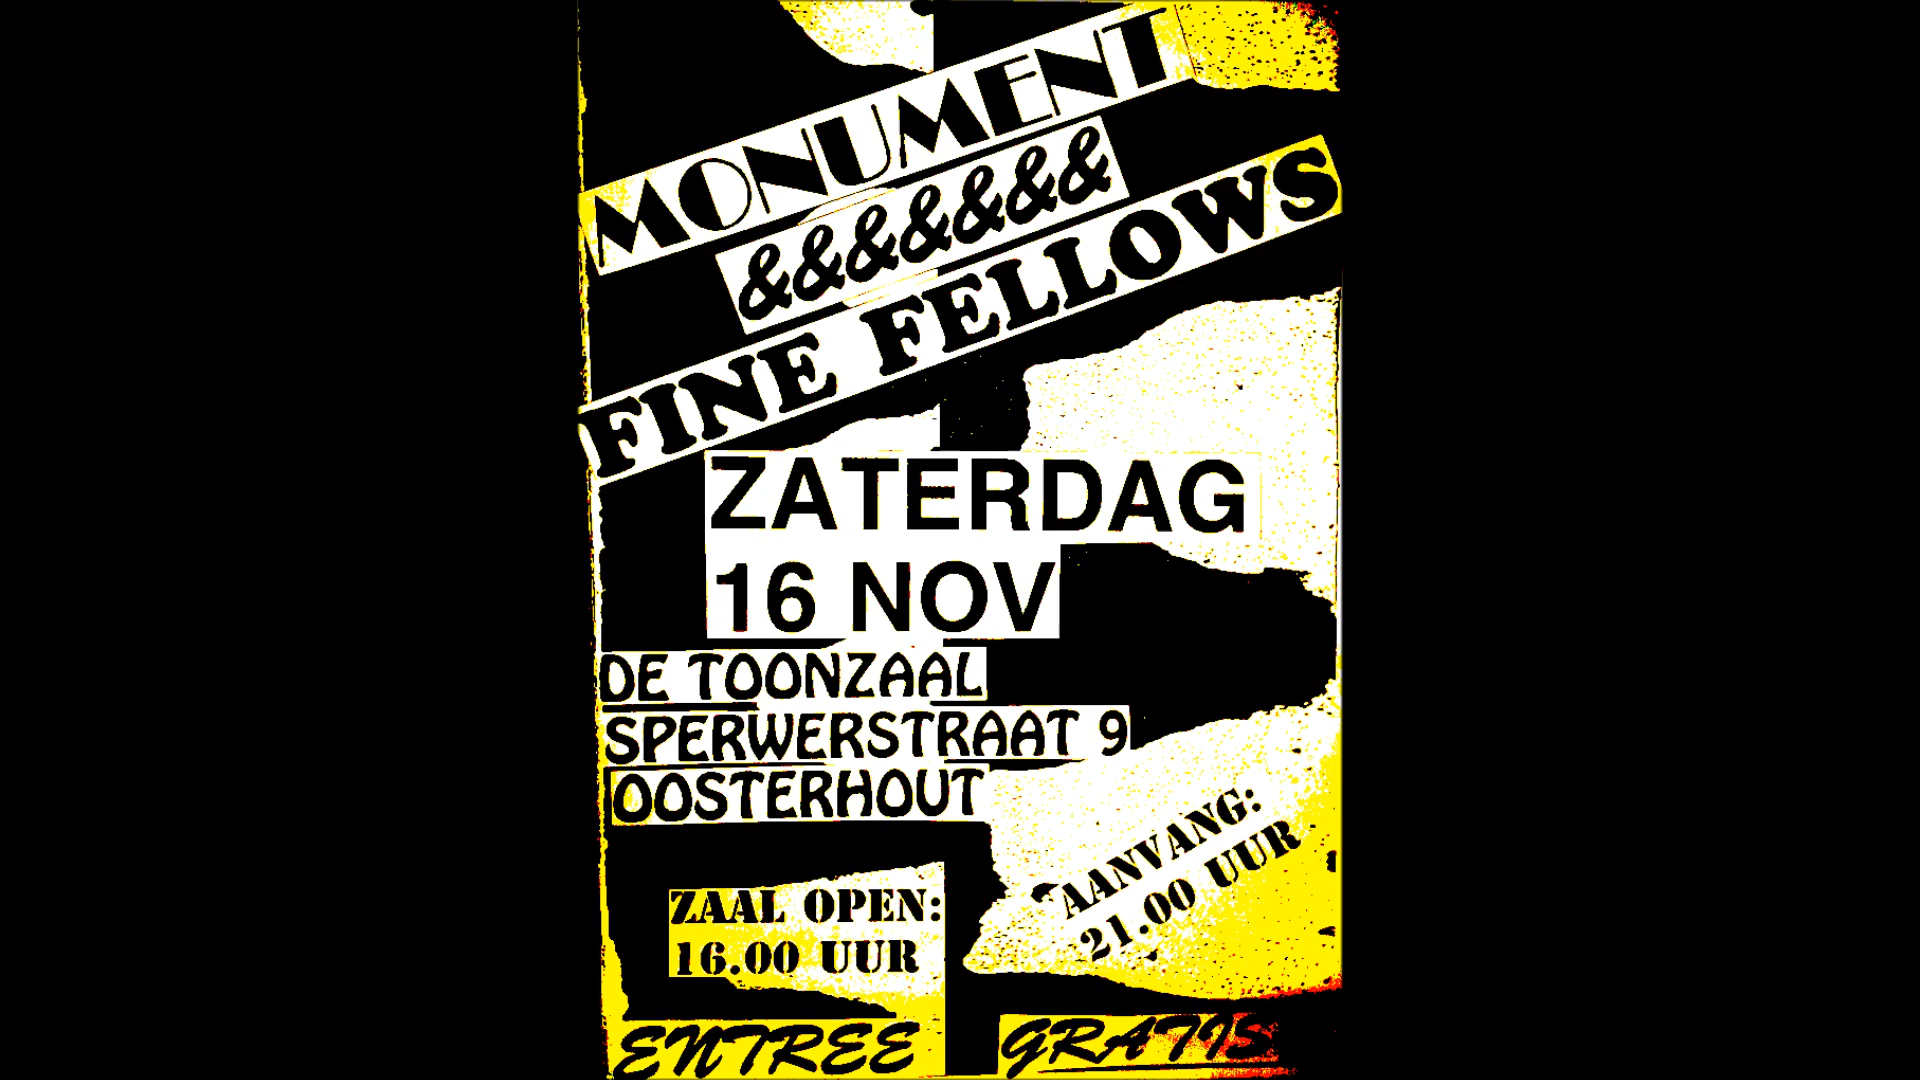 MONUMENT
&&&&&&&
FINE FELLOWS
ZATERDAG
16 NOV
DE TOONZAAL
SPERWERSTRAAT 9
OOSTERHOUT
AANVANG:
21.00 UUR
ZAAL OPEN:
16.00 UUR
ENTREE GRATIS